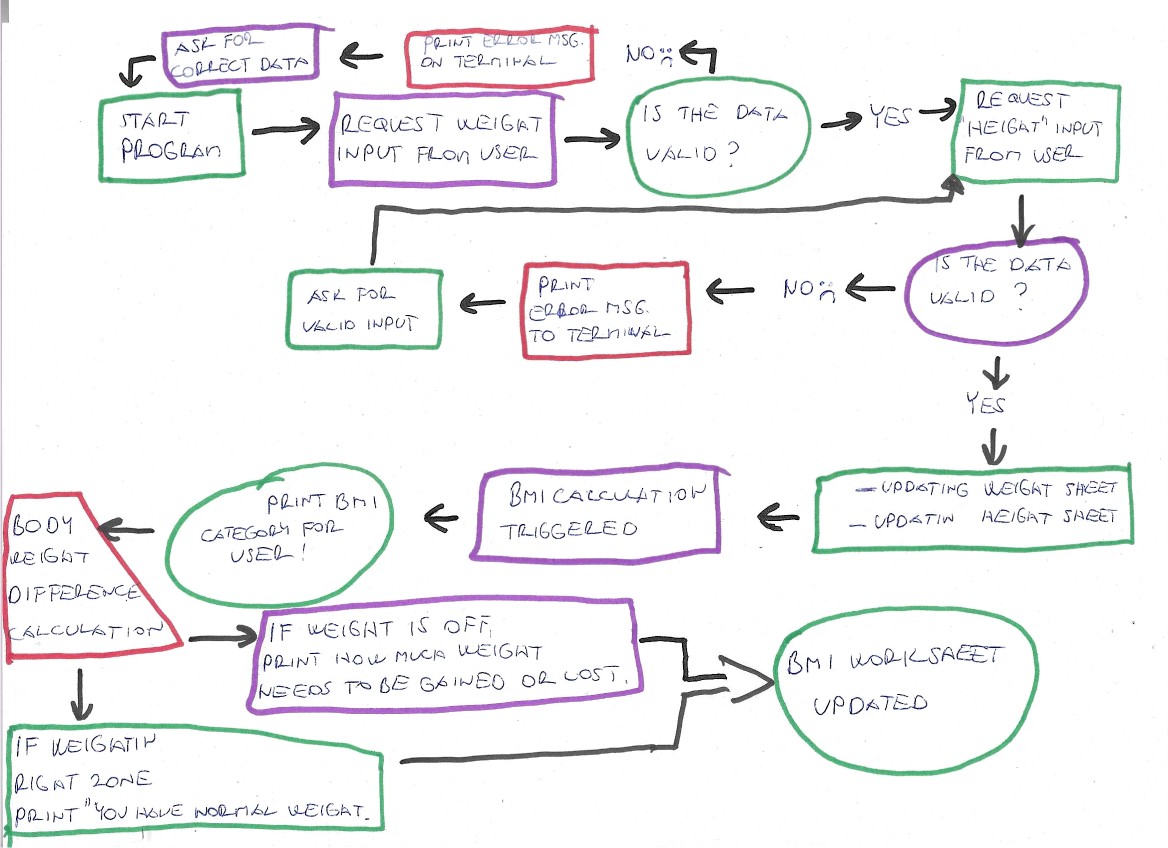 ASK FOR
CORRECT DATA
PRINT ERROR MSG.
ON TERMINAL
NO
START
PROGRAM
REQUEST WEIGHT
INPUT FROM USER
IS THE DATA
VALID?
YES
REQUEST
"HEIGHT" INPUT
FROM USER
IS THE DATA
VALID?
NO
PRINT
ERROR MSG.
TO TERMINAL
ASK FOR
VALID INPUT
YES
- UPDATING WEIGHT SHEET
- UPDATIN HEIGHT SHEET
BMI CALCULATION
TRIGGERED
PRINT BMI
CATEGORY FOR
USER!
BODY
WEIGHT
DIFFERENCE
CALCULATION
IF WEIGHT IS OFF,
PRINT HOW MUCH WEIGHT
NEEDS TO BE GAINED OR LOST.
IF WEIGHT IN
RIGHT ZONE
PRINT "YOU HAVE NORMAL WEIGHT.
BMI WORKSHEET
UPDATED